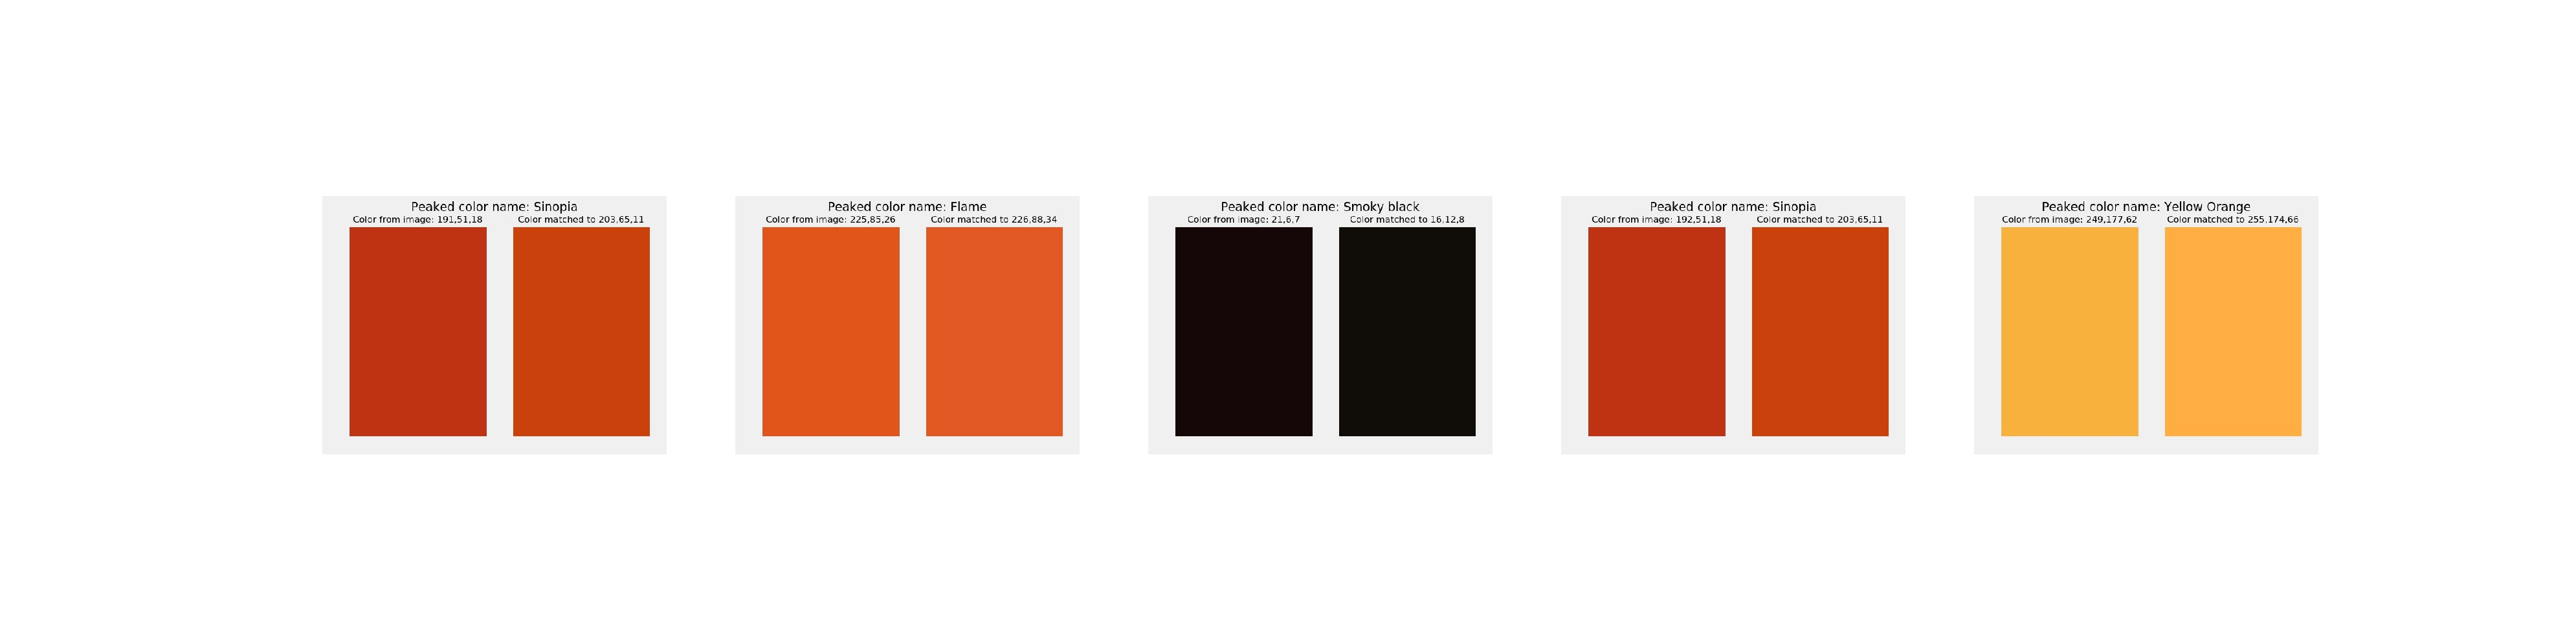 Peaked color name: Sinopia
Color from image: 191,51,18
Color matched to 203,65,11
Peaked color name: Flame
Color from image: 225,85,26
Color matched to 226,88,34
Peaked color name: Smoky black
Color from image: 21,6,7
Color matched to 16,12,8
Peaked color name: Sinopia
Color from image: 192,51,18
Color matched to 203,65,11
Peaked color name: Yellow Orange
Color from image: 249,177,62
Color matched to 255,174,66